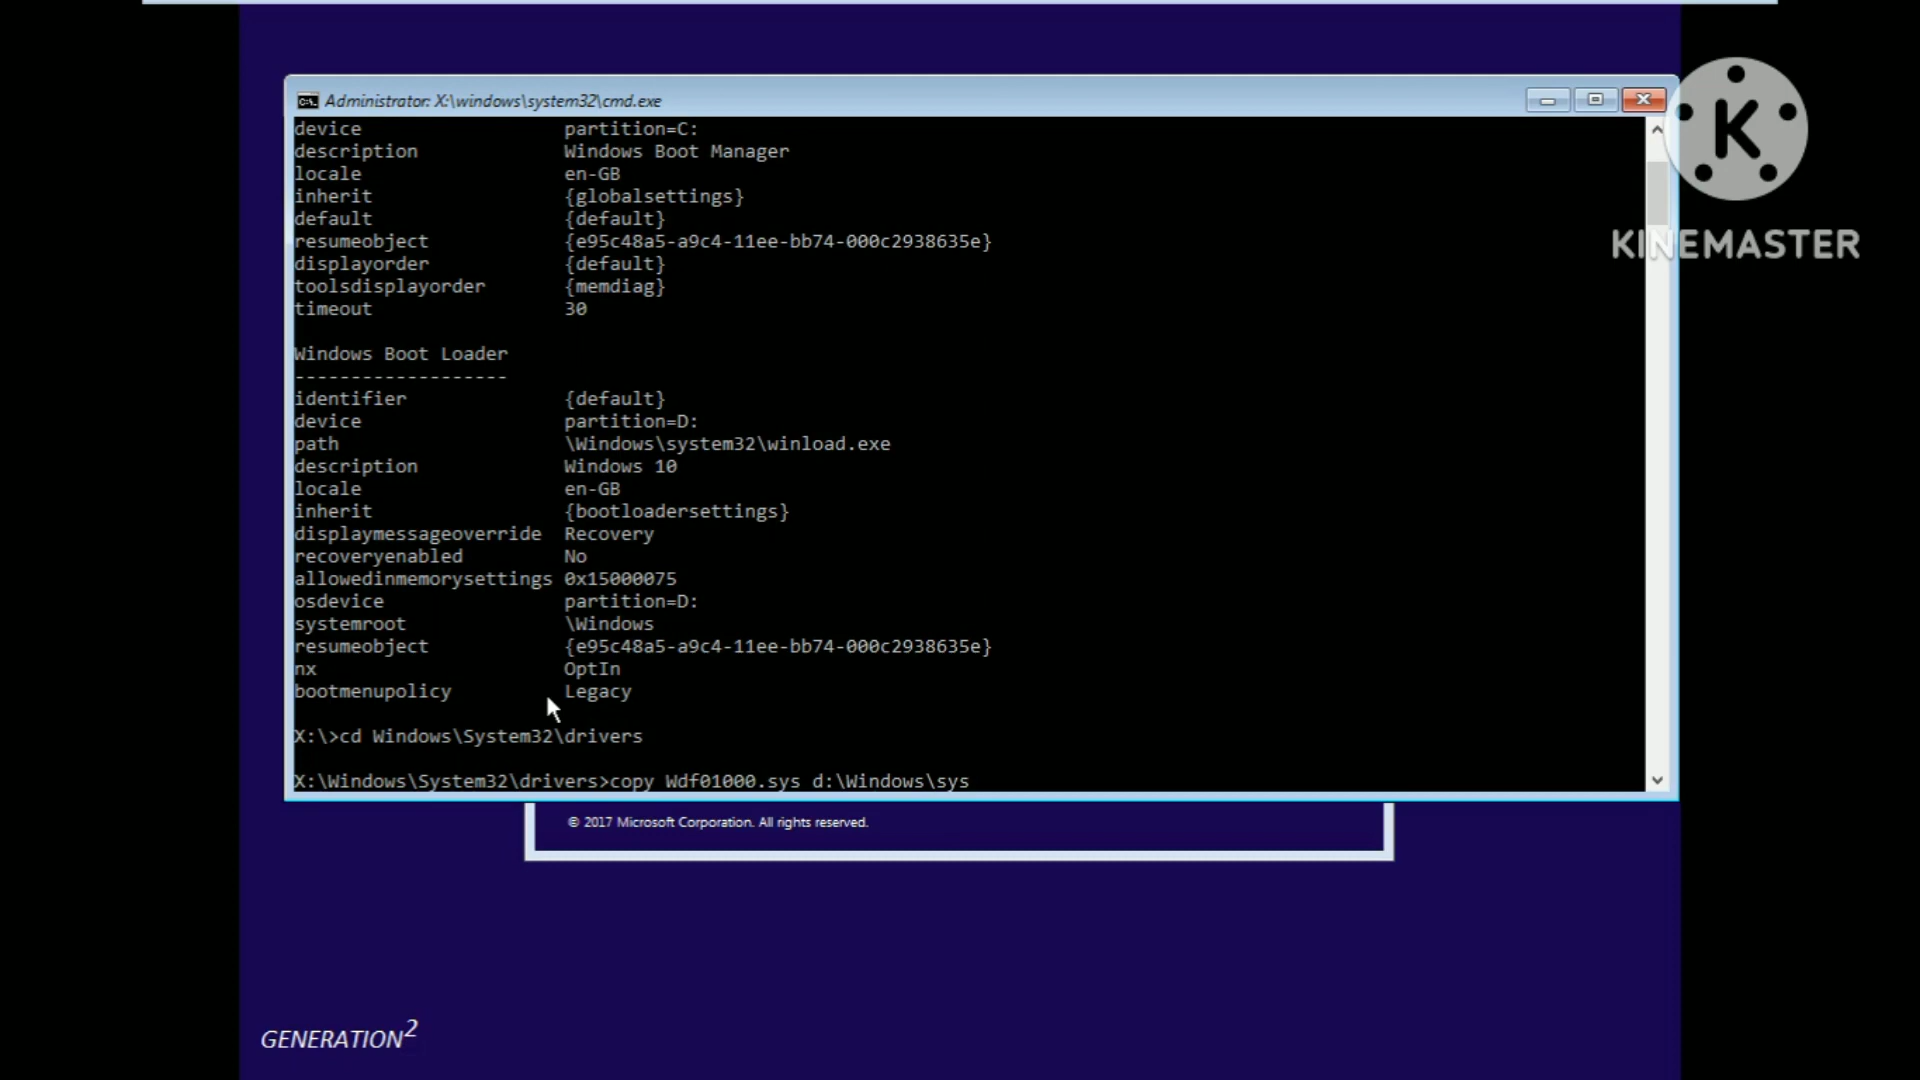 Administrator: X:\windows\system32\cmd.exe
device partition=C:
description Windows Boot Manager
locale en-GB
inherit {globalsettings}
default {default}
resumeobject {e95c48a5-a9c4-11ee-bb74-000c2938635e}
displayorder {default}
toolsdisplayorder {memdiag}
timeout 30
Windows Boot Loader
-------------------
identifier {default}
device partition=D:
path \Windows\system32\winload.exe
description Windows 10
locale en-GB
inherit {bootloadersettings}
displaymessageoverride Recovery
recoveryenabled No
allowedinmemorysettings 0x15000075
osdevice partition=D:
systemroot \Windows
resumeobject {e95c48a5-a9c4-11ee-bb74-000c2938635e}
nx OptIn
bootmenupolicy Legacy
X:\>cd Windows\System32\drivers
X:\Windows\System32\drivers>copy Wdf01000.sys d:\Windows\sys
© 2017 Microsoft Corporation. All rights reserved.
GENERATION²
K
KINEMASTER